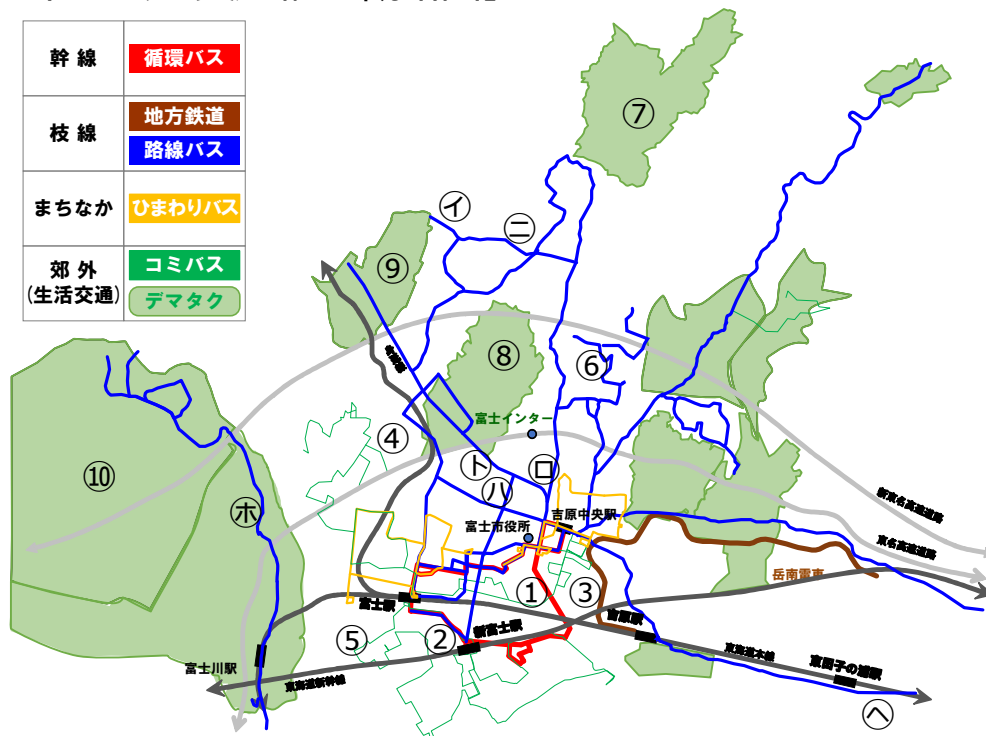 幹 線
循環バス
枝 線
地方鉄道
路線バス
まちなか
ひまわりバス
郊 外
(生活交通)
コミバス
デマタク
⑦
イ
ニ
⑨
⑧
⑥
富士インター
④
⑩
ト
ロ
ハ
ホ
新東名高速道路
吉原中央駅
富士市役所
東名高速道路
岳南電車
①
③
富士駅
吉原駅
⑤
②
新富士駅
東海道本線
富士川駅
東田子の浦駅
東海道新幹線
ヘ